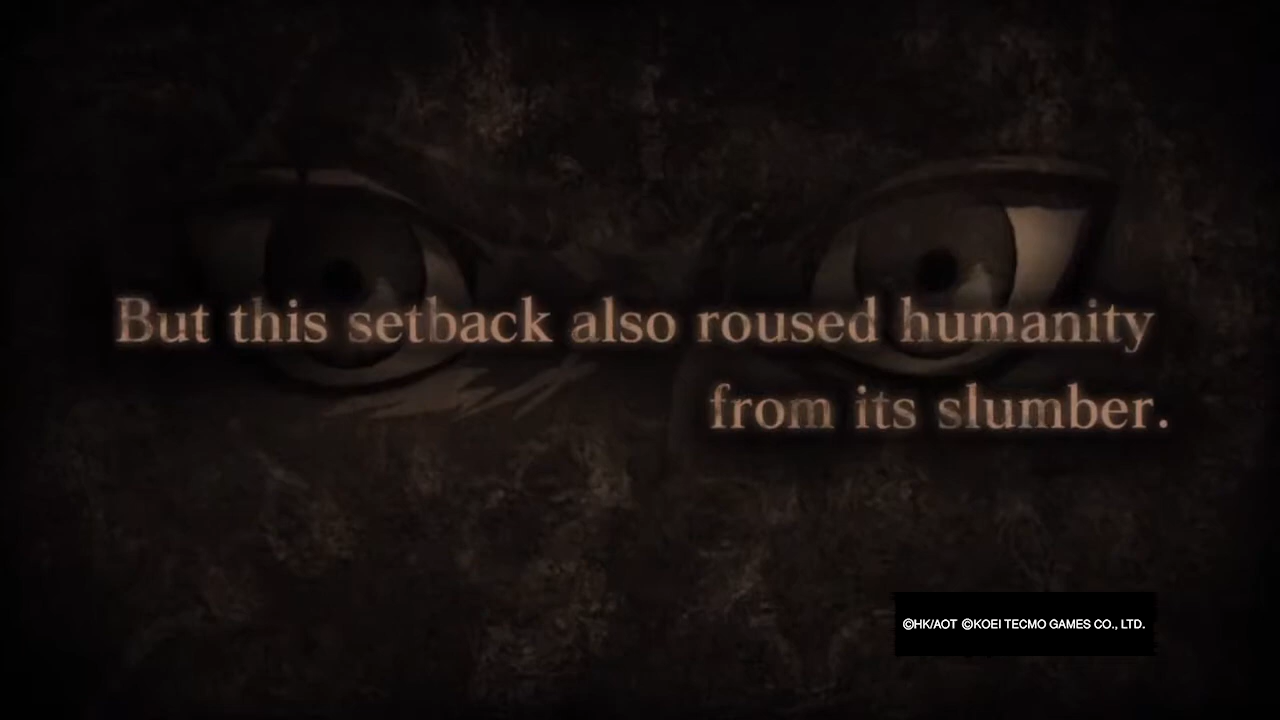 But this setback also roused humanity
from its slumber.
©HK/AOT ©KOEI TECMO GAMES CO., LTD.